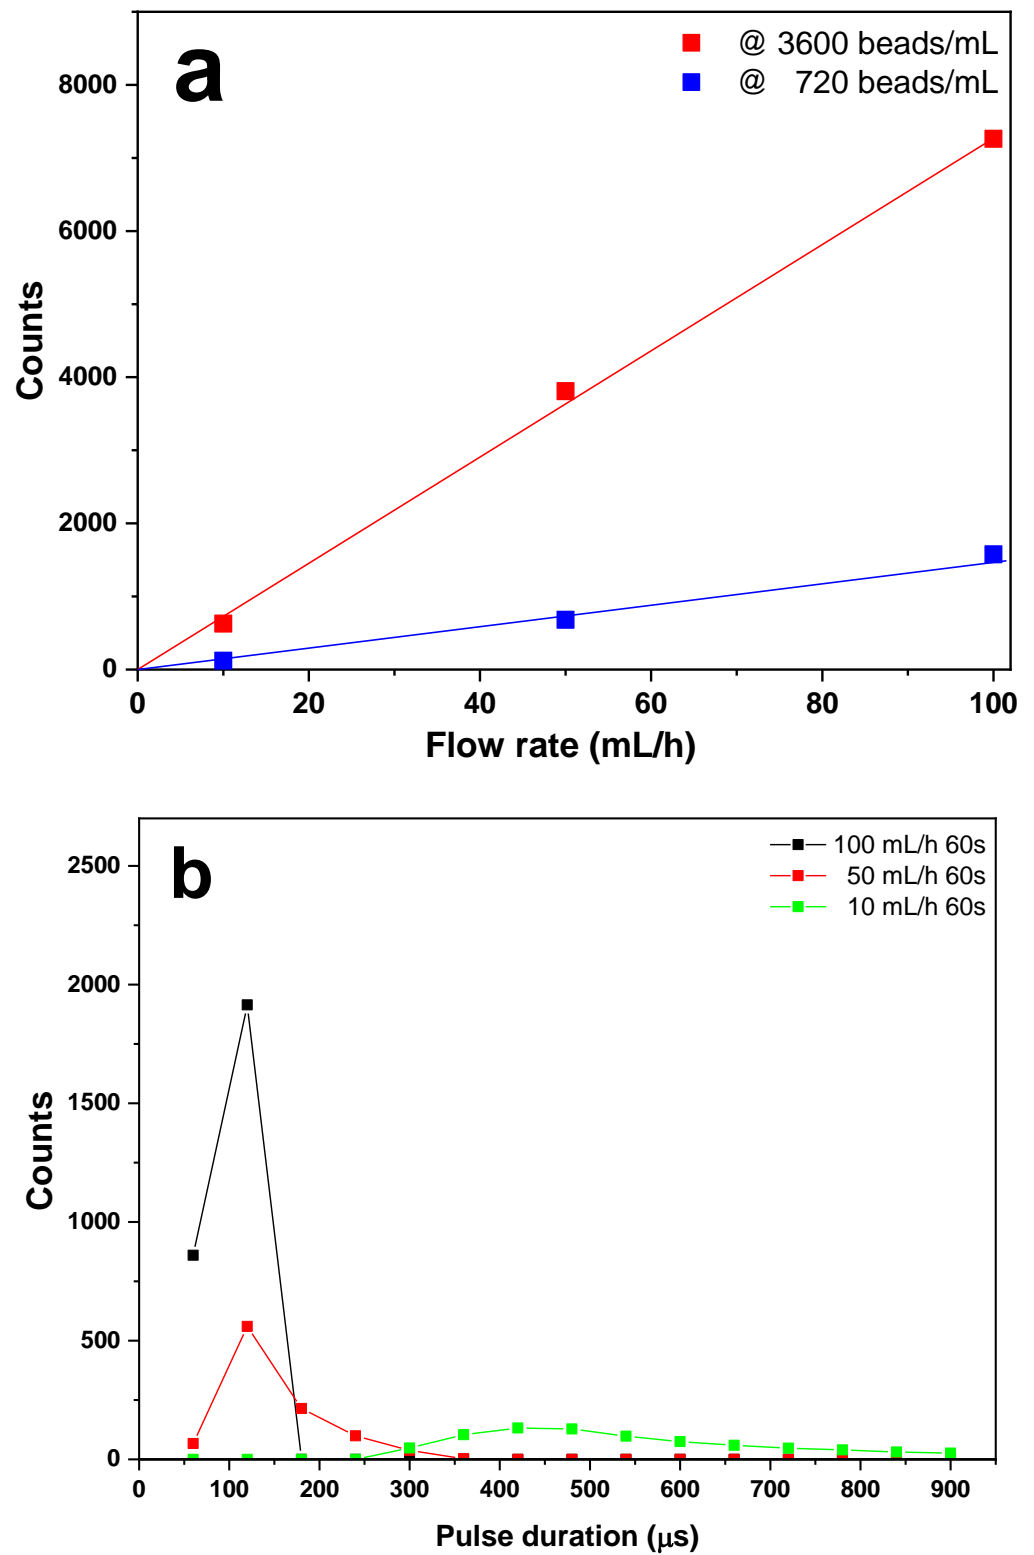 a
@ 3600 beads/mL
@ 720 beads/mL
8000
6000
4000
2000
0
Counts
0 20 40 60 80 100
Flow rate (mL/h)
b
100 mL/h 60s
50 mL/h 60s
10 mL/h 60s
2500
2000
1500
1000
500
0
Counts
0 100 200 300 400 500 600 700 800 900
Pulse duration (μs)